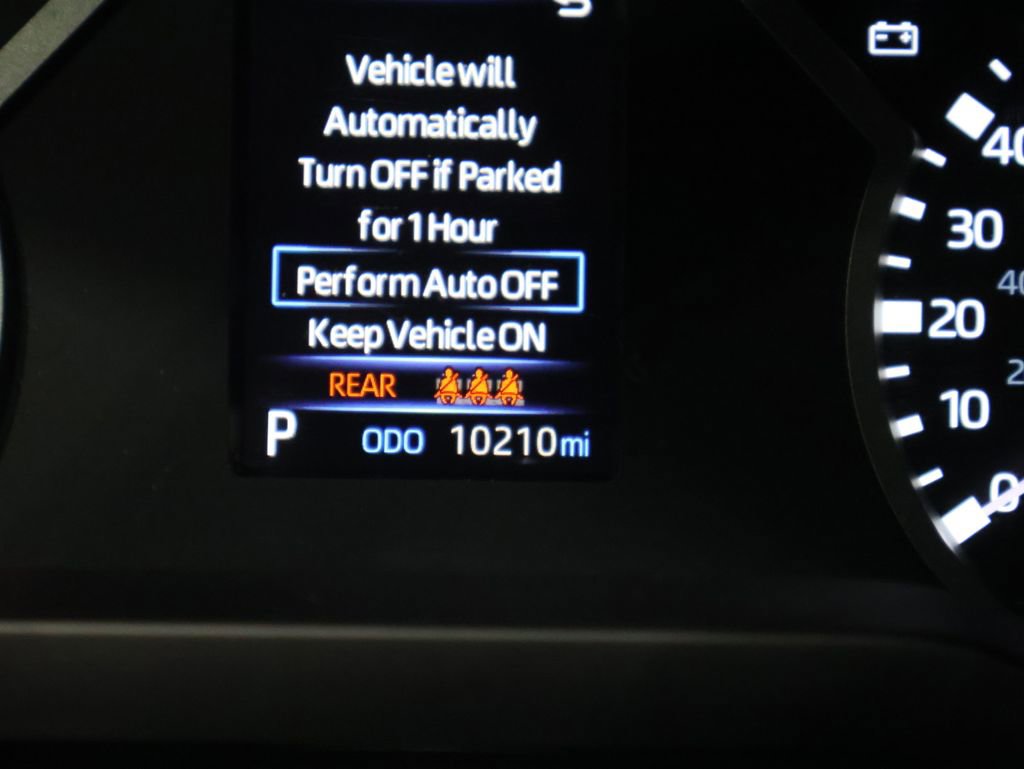 Vehicle will
Automatically
Turn OFF if Parked
for 1 Hour
Perform Auto OFF
Keep Vehicle ON
REAR
P ODO 10210 mi
40
30
20
10
0